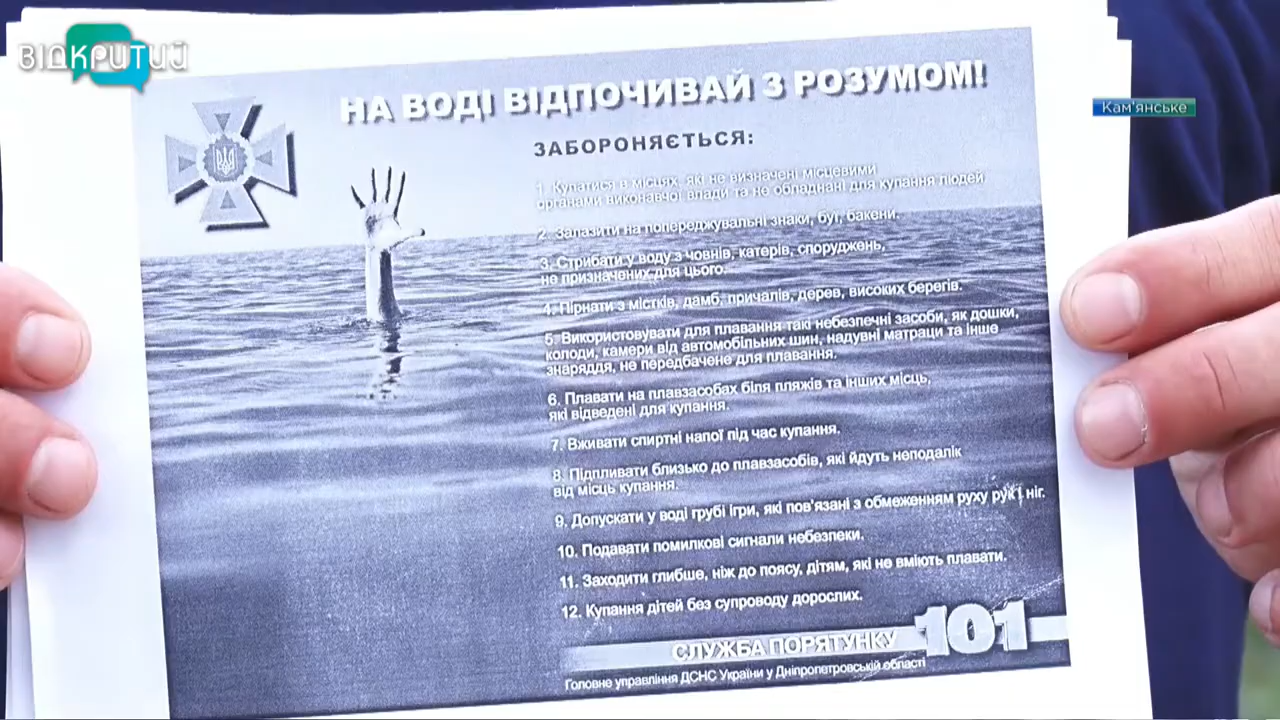 ВІДКРИТИЙ
Кам'янське
НА ВОДІ ВІДПОЧИВАЙ З РОЗУМОМ!
ЗАБОРОНЯЄТЬСЯ:
1. Купатися в місцях, які не визначені місцевими
органами виконавчої влади та не обладнані для купання людей
2. Залазити на попереджувальні знаки, буї, бакени.
3. Стрибати у воду з човнів, катерів, споруджень,
не призначених для цього.
4. Пірнати з містків, дамб, причалів, дерев, високих берегів.
5. Використовувати для плавання такі небезпечні засоби, як дошки,
колоди, камери від автомобільних шин, надувні матраци та інше
знаряддя, не передбачене для плавання.
6. Плавати на плавзасобах біля пляжів та інших місць,
які відведені для купання.
7. Вживати спиртні напої під час купання.
8. Підпливати близько до плавзасобів, які йдуть неподалік
від місць купання.
9. Допускати у воді грубі ігри, які пов'язані з обмеженням руху рук і ніг.
10. Подавати помилкові сигнали небезпеки.
11. Заходити глибше, ніж до поясу, дітям, які не вміють плавати.
12. Купання дітей без супроводу дорослих.
СЛУЖБА ПОРЯТУНКУ 101
Головне управління ДСНС України у Дніпропетровській області